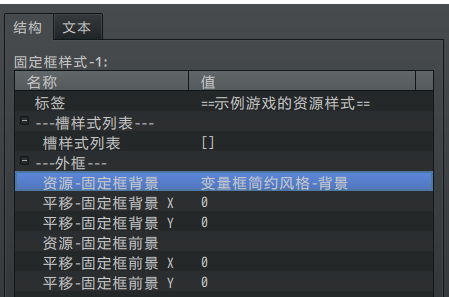 结构 文本
固定框样式-1:
名称 值
标签 ==示例游戏的资源样式==
---槽样式列表---
槽样式列表 []
---外框---
资源-固定框背景 变量框简约风格-背景
平移-固定框背景 X 0
平移-固定框背景 Y 0
资源-固定框前景
平移-固定框前景 X 0
平移-固定框前景 Y 0